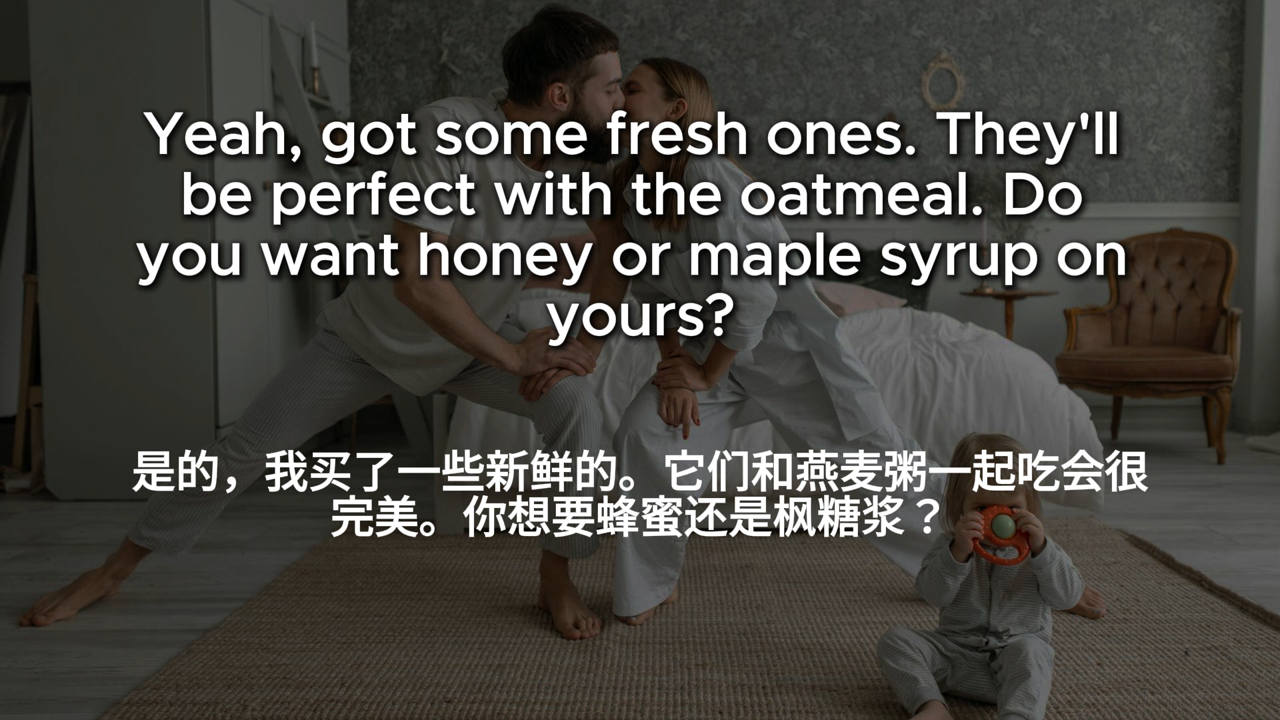 Yeah, got some fresh ones. They'll
be perfect with the oatmeal. Do
you want honey or maple syrup on
yours?
是的，我买了一些新鲜的。它们和燕麦粥一起吃会很
完美。你想要蜂蜜还是枫糖浆？